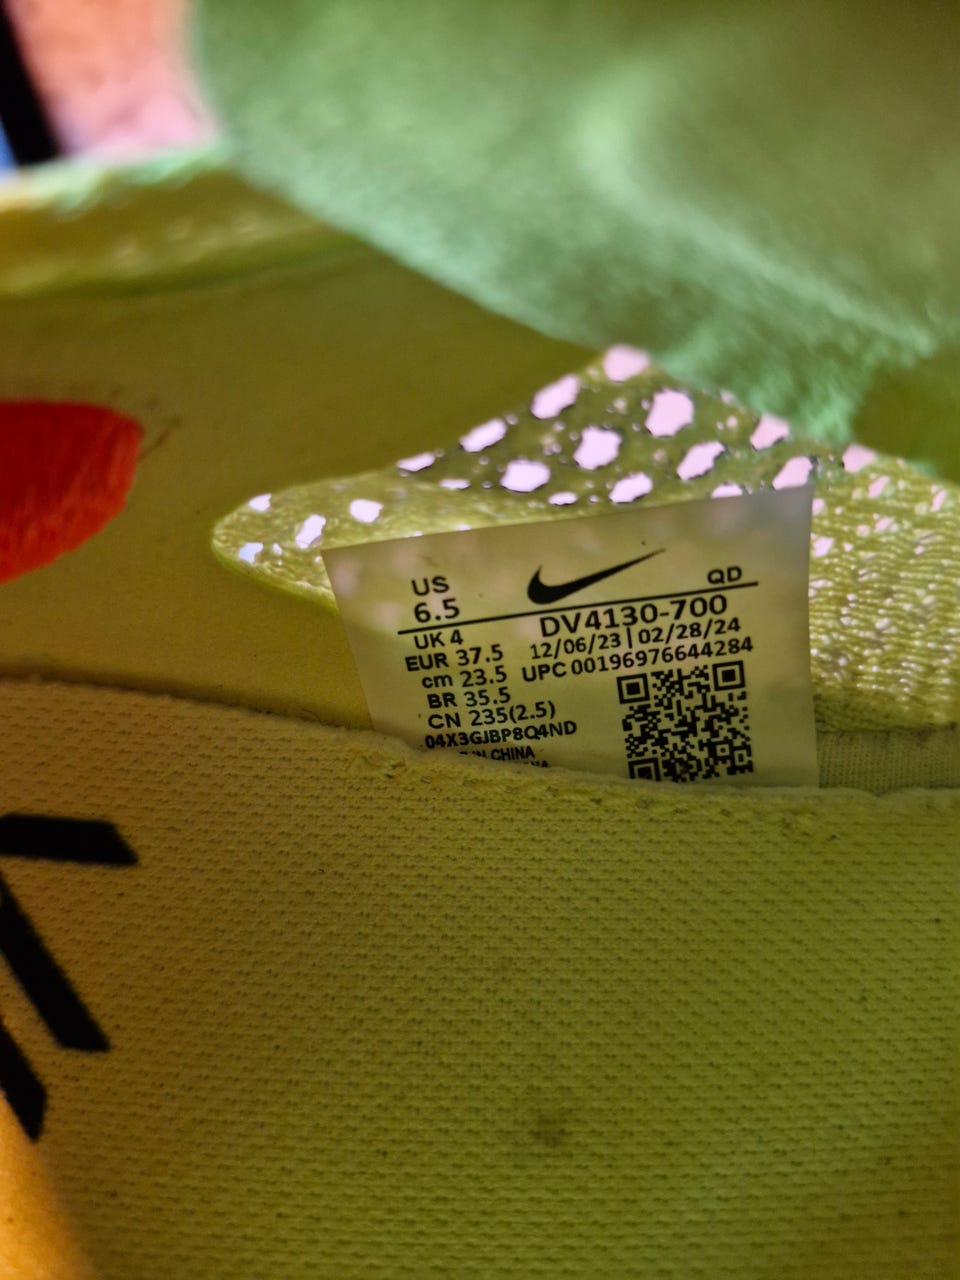 US
6.5
QD
UK 4
DV4130-700
EUR 37.5
12/06/23 | 02/28/24
cm 23.5
UPC 00196976644284
BR 35.5
CN 235(2.5)
04X3GJBP8Q4ND
CHINA